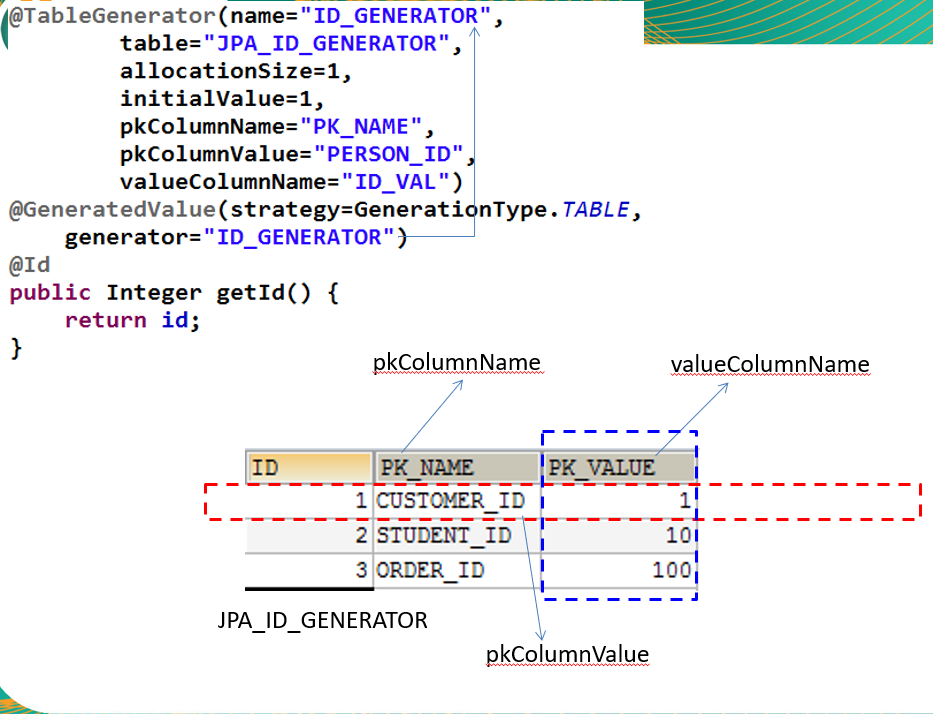 @TableGenerator(name="ID_GENERATOR",
        table="JPA_ID_GENERATOR",
        allocationSize=1,
        initialValue=1,
        pkColumnName="PK_NAME",
        pkColumnValue="PERSON_ID",
        valueColumnName="ID_VAL")
@GeneratedValue(strategy=GenerationType.TABLE,
    generator="ID_GENERATOR")
@Id
public Integer getId() {
    return id;
}
pkColumnName valueColumnName
ID PK_NAME PK_VALUE
1 CUSTOMER_ID 1
2 STUDENT_ID 10
3 ORDER_ID 100
JPA_ID_GENERATOR
pkColumnValue